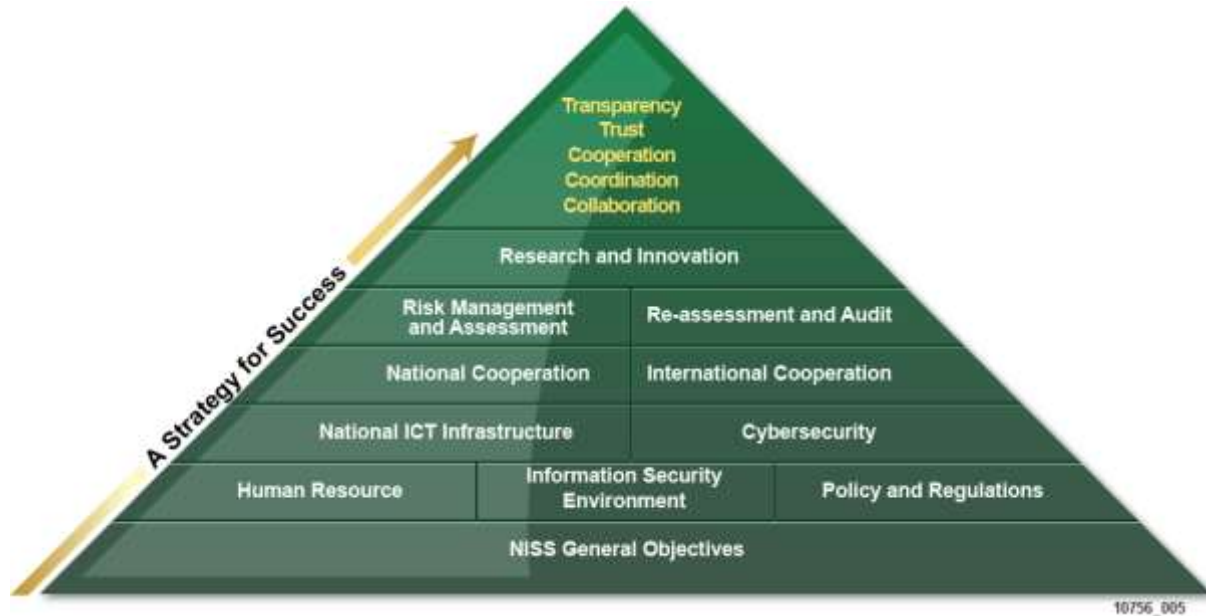 Transparency
Trust
Cooperation
Coordination
Collaboration
A Strategy for Success
Research and Innovation
Risk Management
and Assessment
Re-assessment and Audit
National Cooperation
International Cooperation
National ICT Infrastructure
Cybersecurity
Human Resource
Information Security
Environment
Policy and Regulations
NISS General Objectives
10756_005